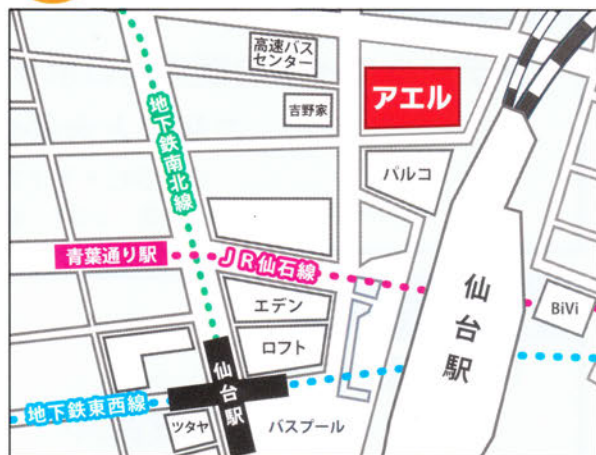 高速バス
センター
アエル
吉野家
地下鉄南北線
パルコ
青葉通り駅
JR仙石線
仙台駅
エデン
BiVi
ロフト
仙台駅
地下鉄東西線
ツタヤ
バスプール